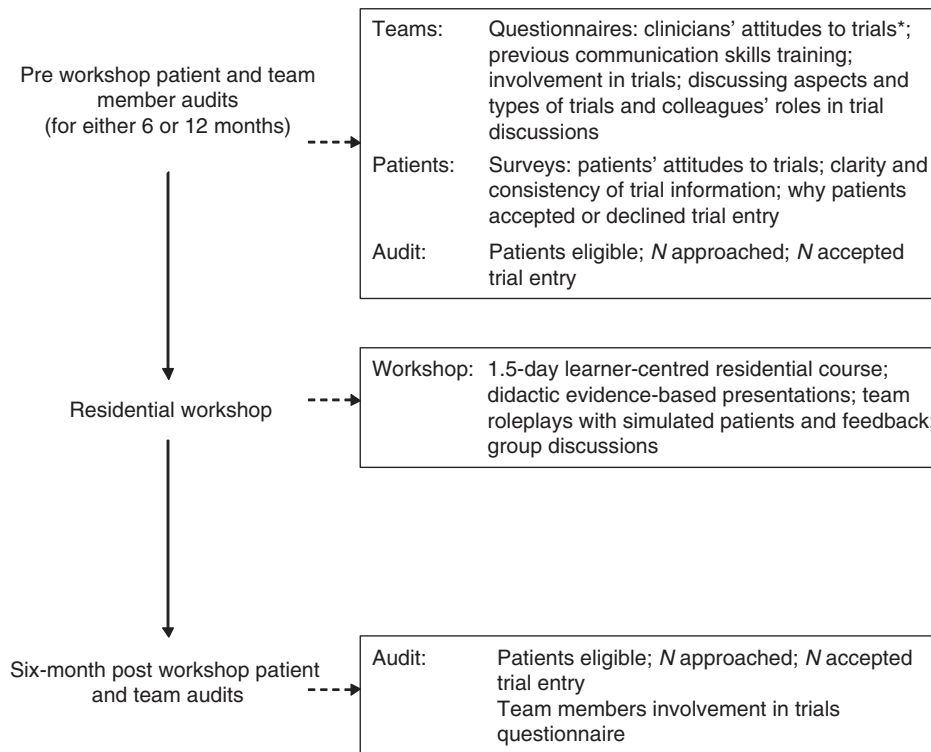 Pre workshop patient and team
member audits
(for either 6 or 12 months)
Teams: Questionnaires: clinicians’ attitudes to trials*;
previous communication skills training;
involvement in trials; discussing aspects and
types of trials and colleagues’ roles in trial
discussions
Patients: Surveys: patients’ attitudes to trials; clarity and
consistency of trial information; why patients
accepted or declined trial entry
Audit: Patients eligible; N approached; N accepted
trial entry
Residential workshop
Workshop: 1.5-day learner-centred residential course;
didactic evidence-based presentations; team
roleplays with simulated patients and feedback;
group discussions
Six-month post workshop patient
and team audits
Audit: Patients eligible; N approached; N accepted
trial entry
Team members involvement in trials
questionnaire